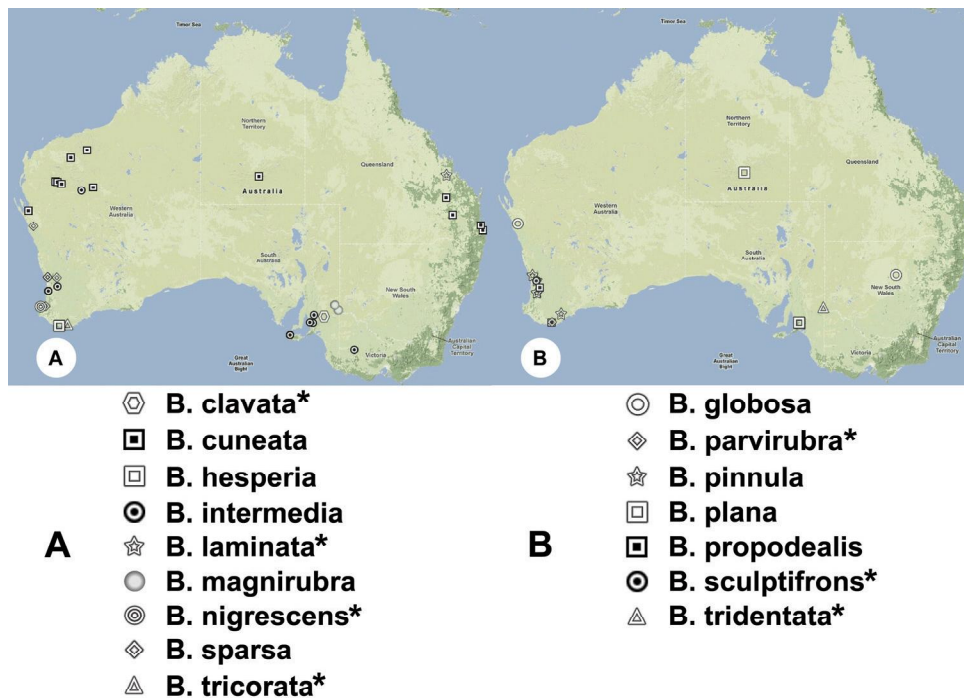 Timor Sea
Northern
Territory
Queensland
Australia
Western
Australia
South
Australia
New South
Wales
Victoria
Great
Australian
Bight
Australian
Capital
Territory
A
Timor Sea
Northern
Territory
Queensland
Australia
Western
Australia
South
Australia
New South
Wales
Victoria
Great
Australian
Bight
Australian
Capital
Territory
B
A
B. clavata*
B. cuneata
B. hesperia
B. intermedia
B. laminata*
B. magnirubra
B. nigrescens*
B. sparsa
B. tricorata*
B
B. globosa
B. parvirubra*
B. pinnula
B. plana
B. propodealis
B. sculptifrons*
B. tridentata*